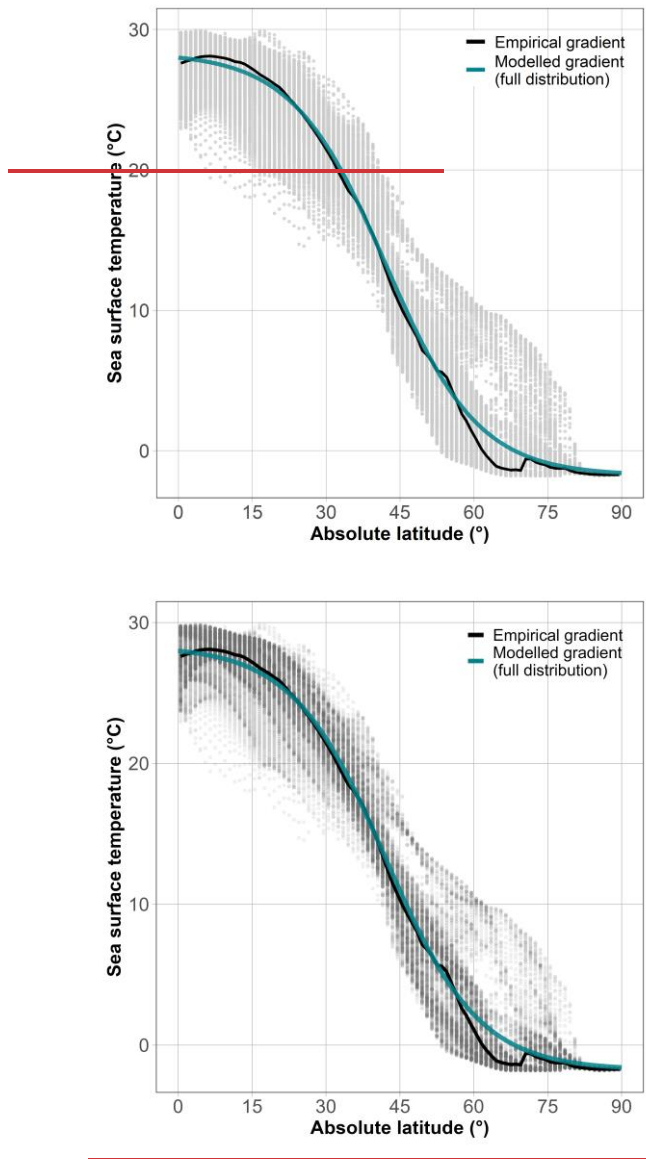 30
Empirical gradient
Modelled gradient
(full distribution)
20
10
0
Sea surface temperature (°C)
0 15 30 45 60 75 90
Absolute latitude (°)
30
Empirical gradient
Modelled gradient
(full distribution)
20
10
0
Sea surface temperature (°C)
0 15 30 45 60 75 90
Absolute latitude (°)